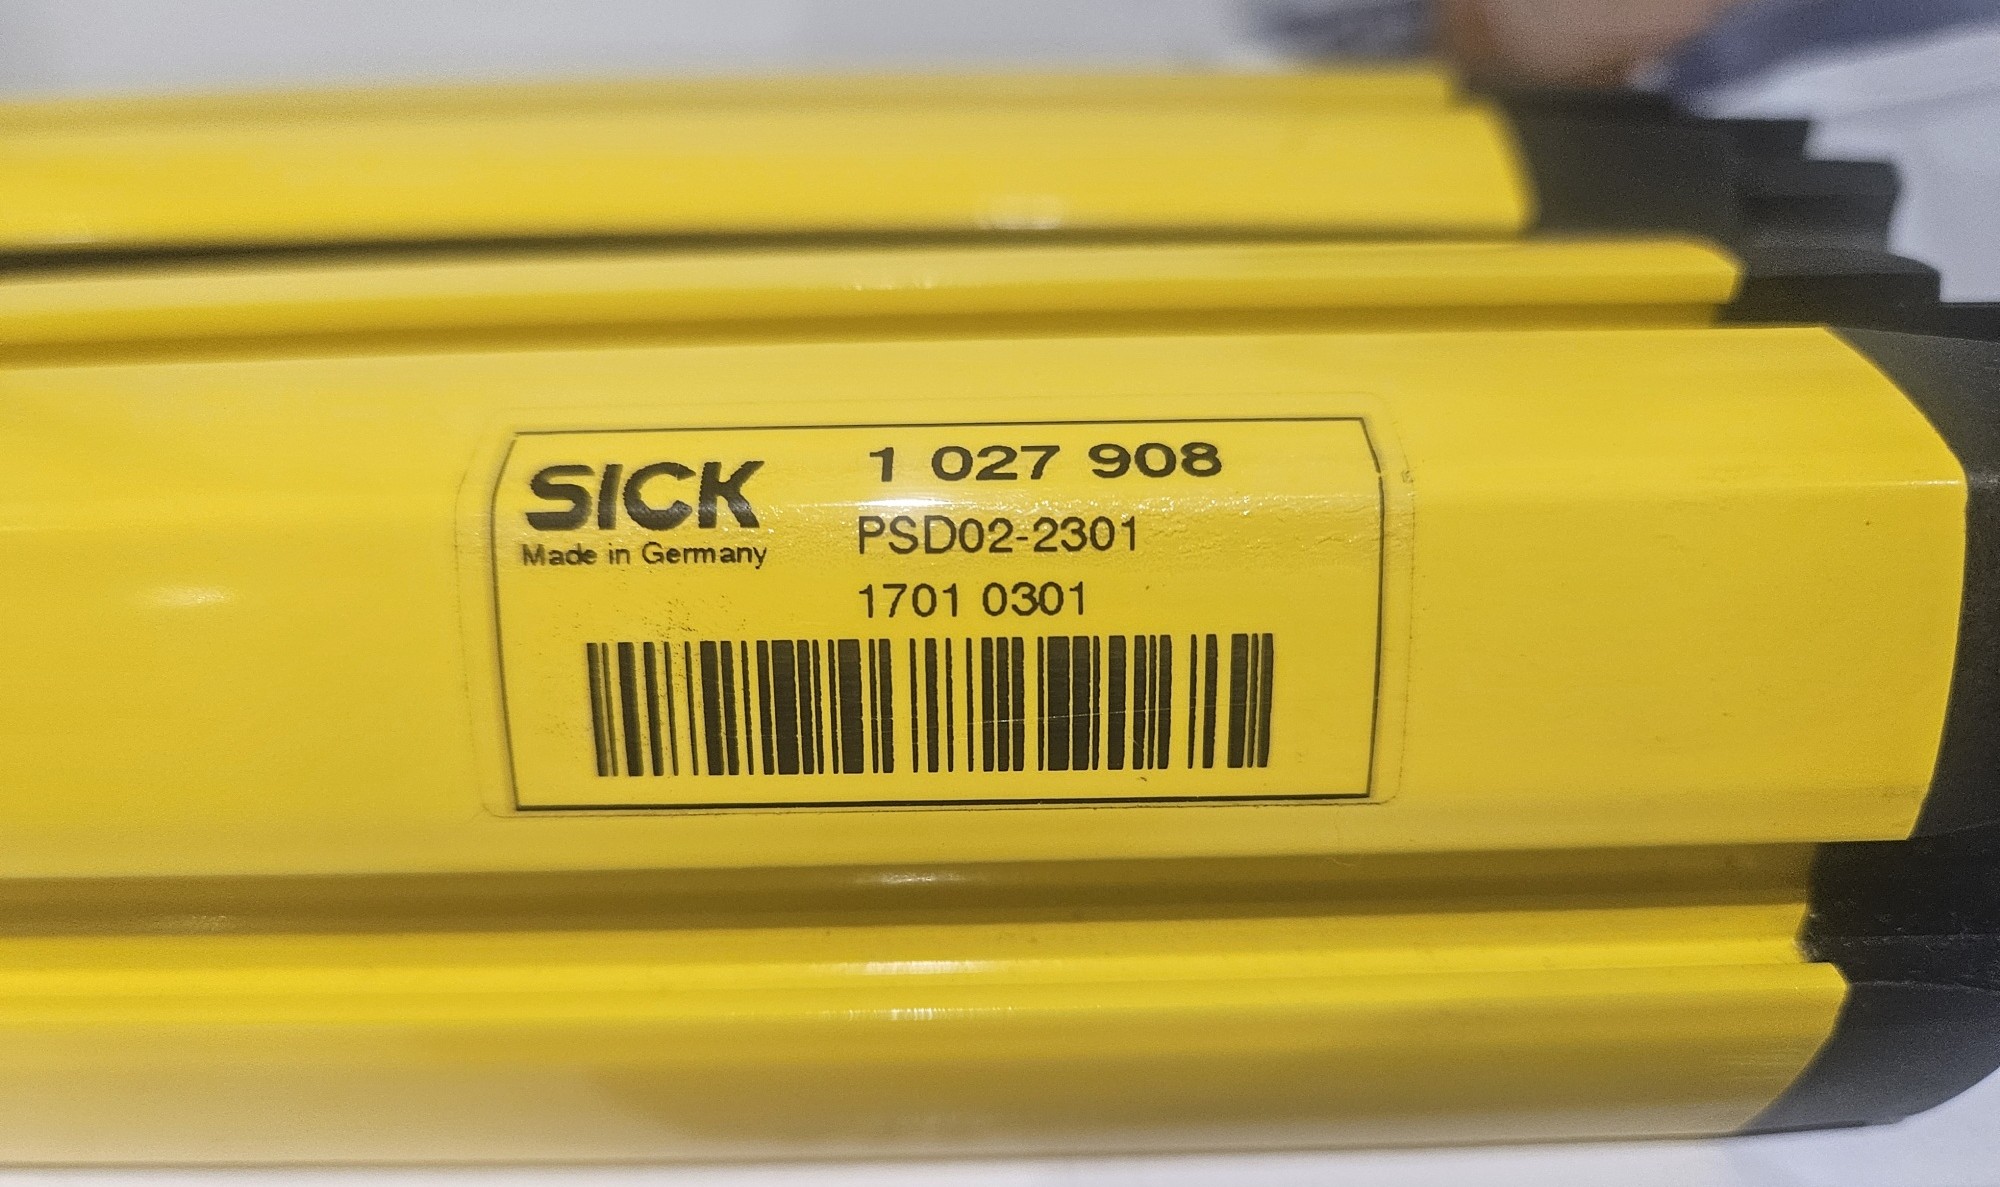 SICK
Made in Germany
1 027 908
PSD02-2301
1701 0301